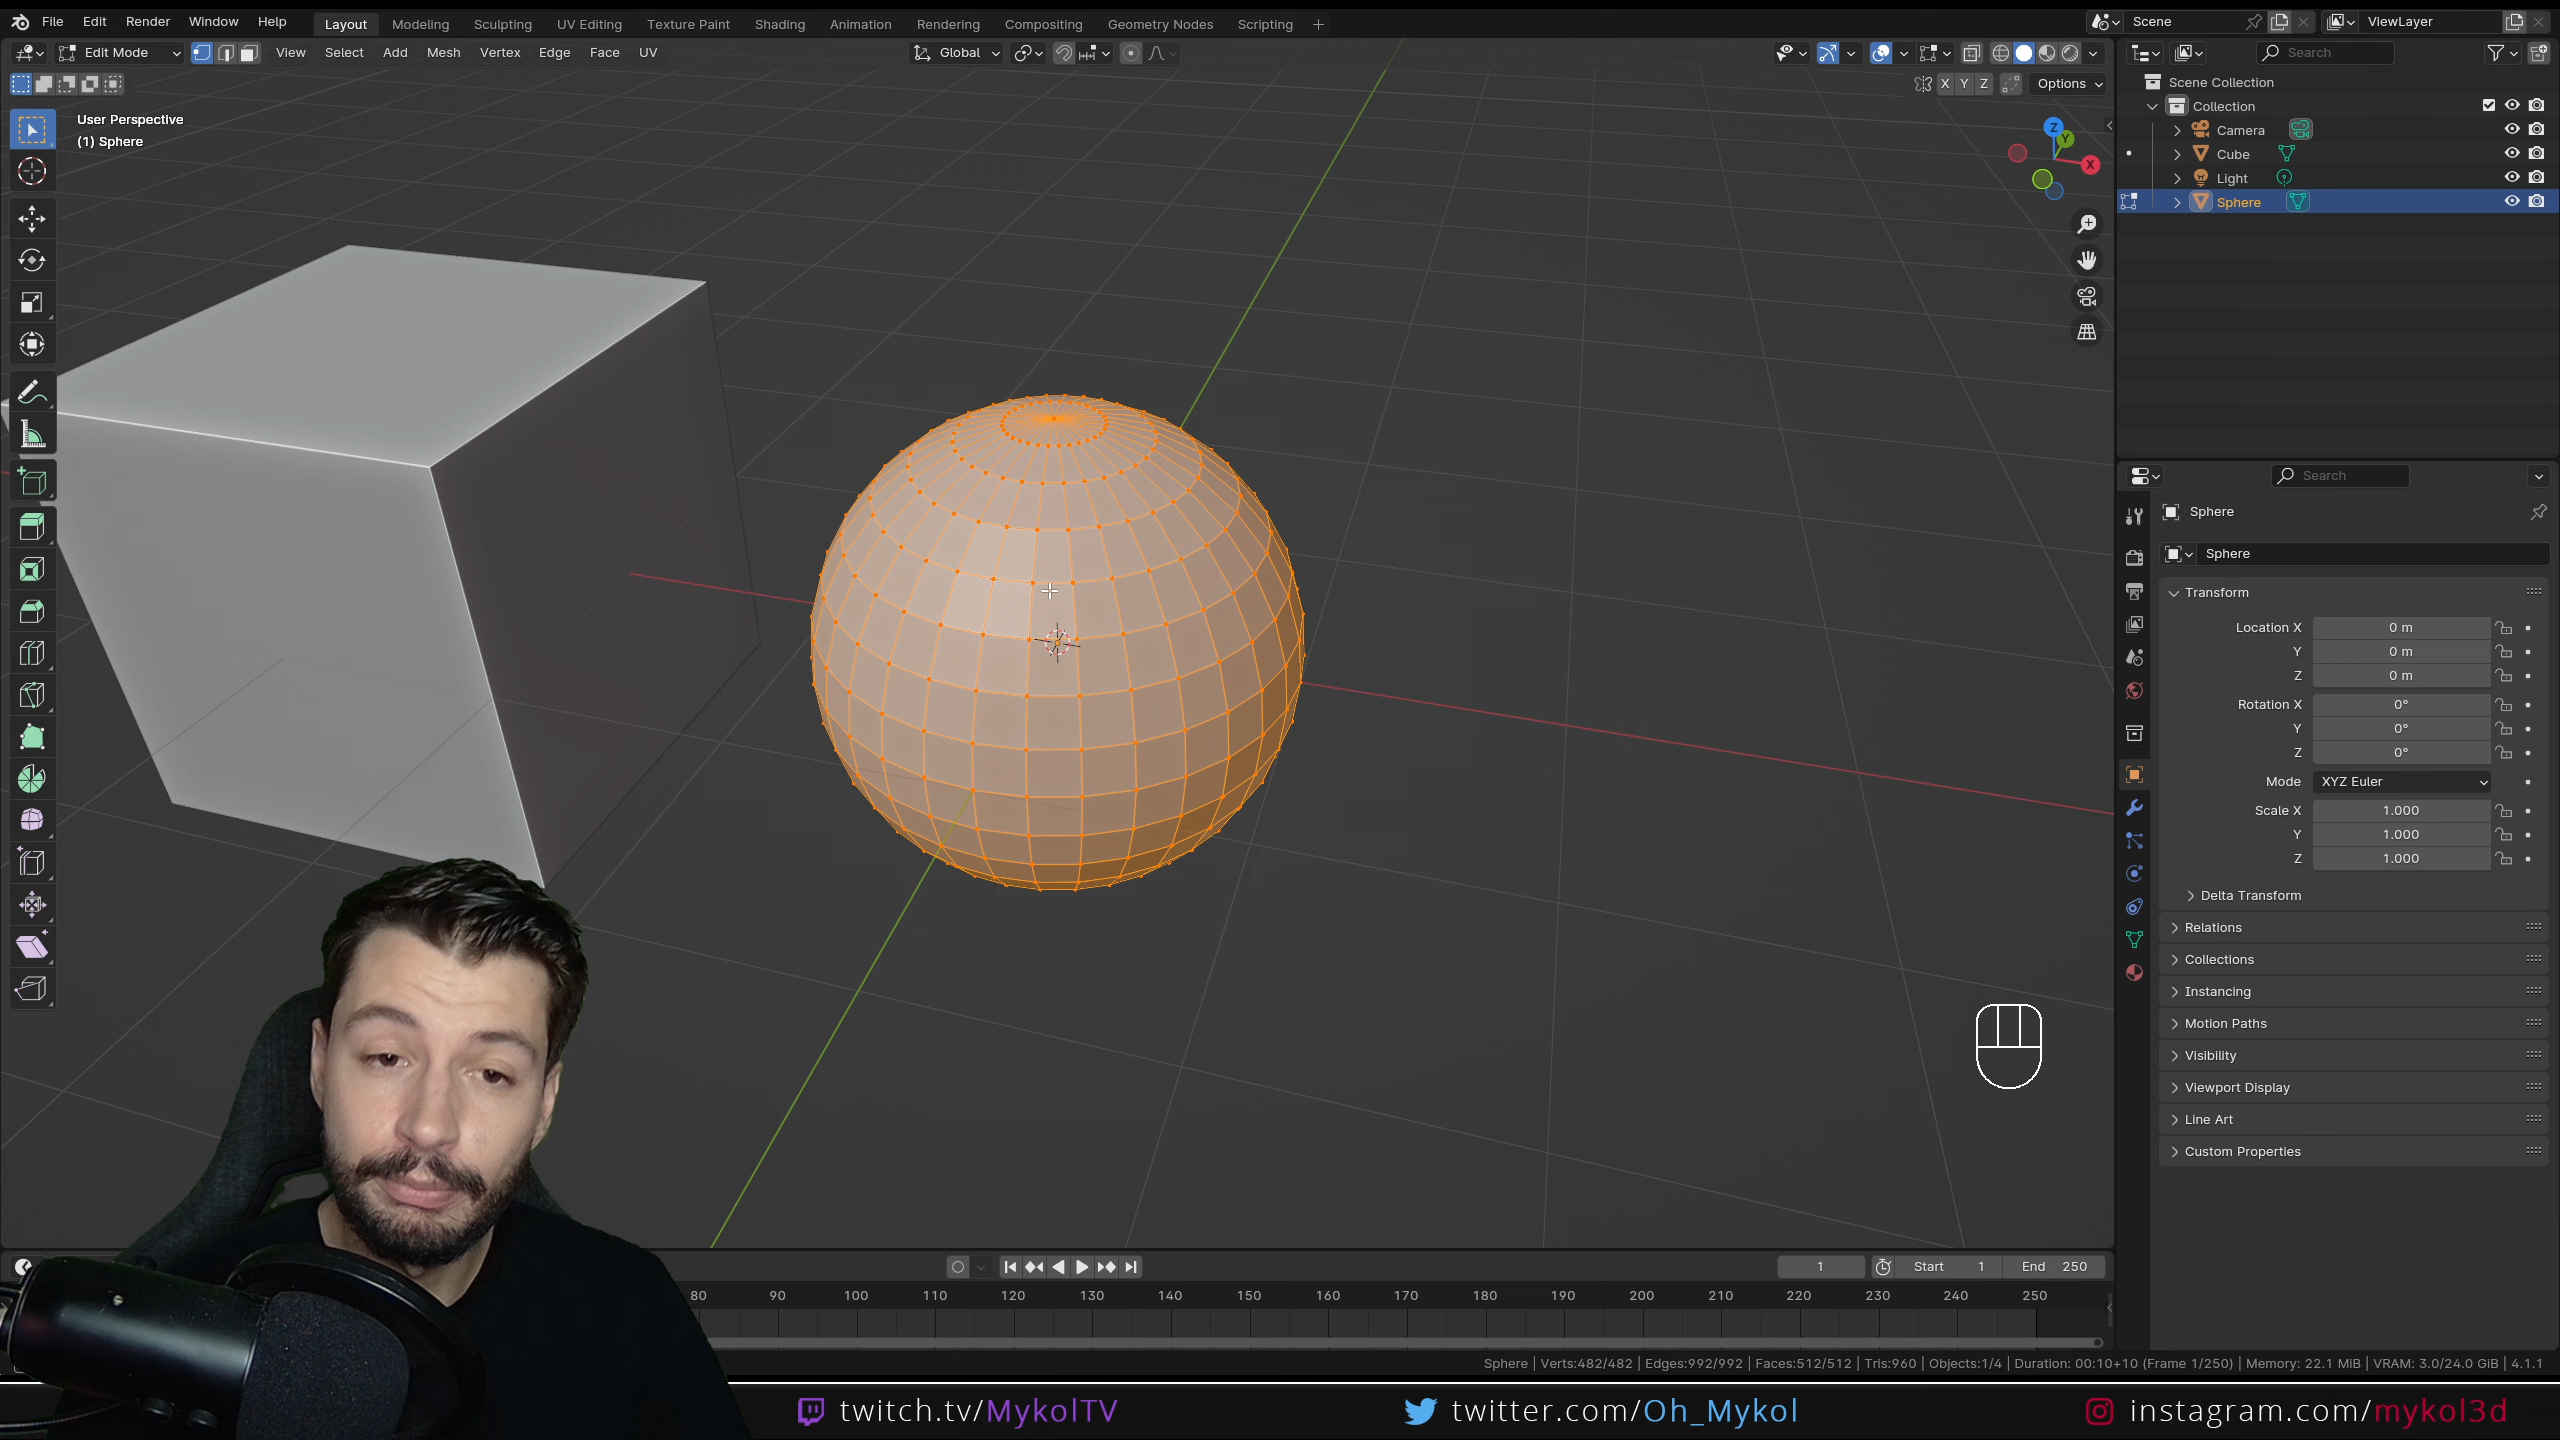 File Edit Render Window Help Layout Modeling Sculpting UV Editing Texture Paint Shading Animation Rendering Compositing Geometry Nodes Scripting + Scene ViewLayer
Edit Mode View Select Add Mesh Vertex Edge Face UV Global Search
X Y Z Options
User Perspective
(1) Sphere
Z
Y
X
Scene Collection
Collection
Camera
Cube
Light
Sphere
Search
Sphere
Sphere
Transform
Location X 0 m
Y 0 m
Z 0 m
Rotation X 0°
Y 0°
Z 0°
Mode XYZ Euler
Scale X 1.000
Y 1.000
Z 1.000
Delta Transform
Relations
Collections
Instancing
Motion Paths
Visibility
Viewport Display
Line Art
Custom Properties
1 Start 1 End 250
80 90 100 110 120 130 140 150 160 170 180 190 200 210 220 230 240 250
Sphere | Verts:482/482 | Edges:992/992 | Faces:512/512 | Tris:960 | Objects:1/4 | Duration: 00:10+10 (Frame 1/250) | Memory: 22.1 MiB | VRAM: 3.0/24.0 GiB | 4.1.1
twitch.tv/MykolTV twitter.com/Oh_Mykol instagram.com/mykol3d